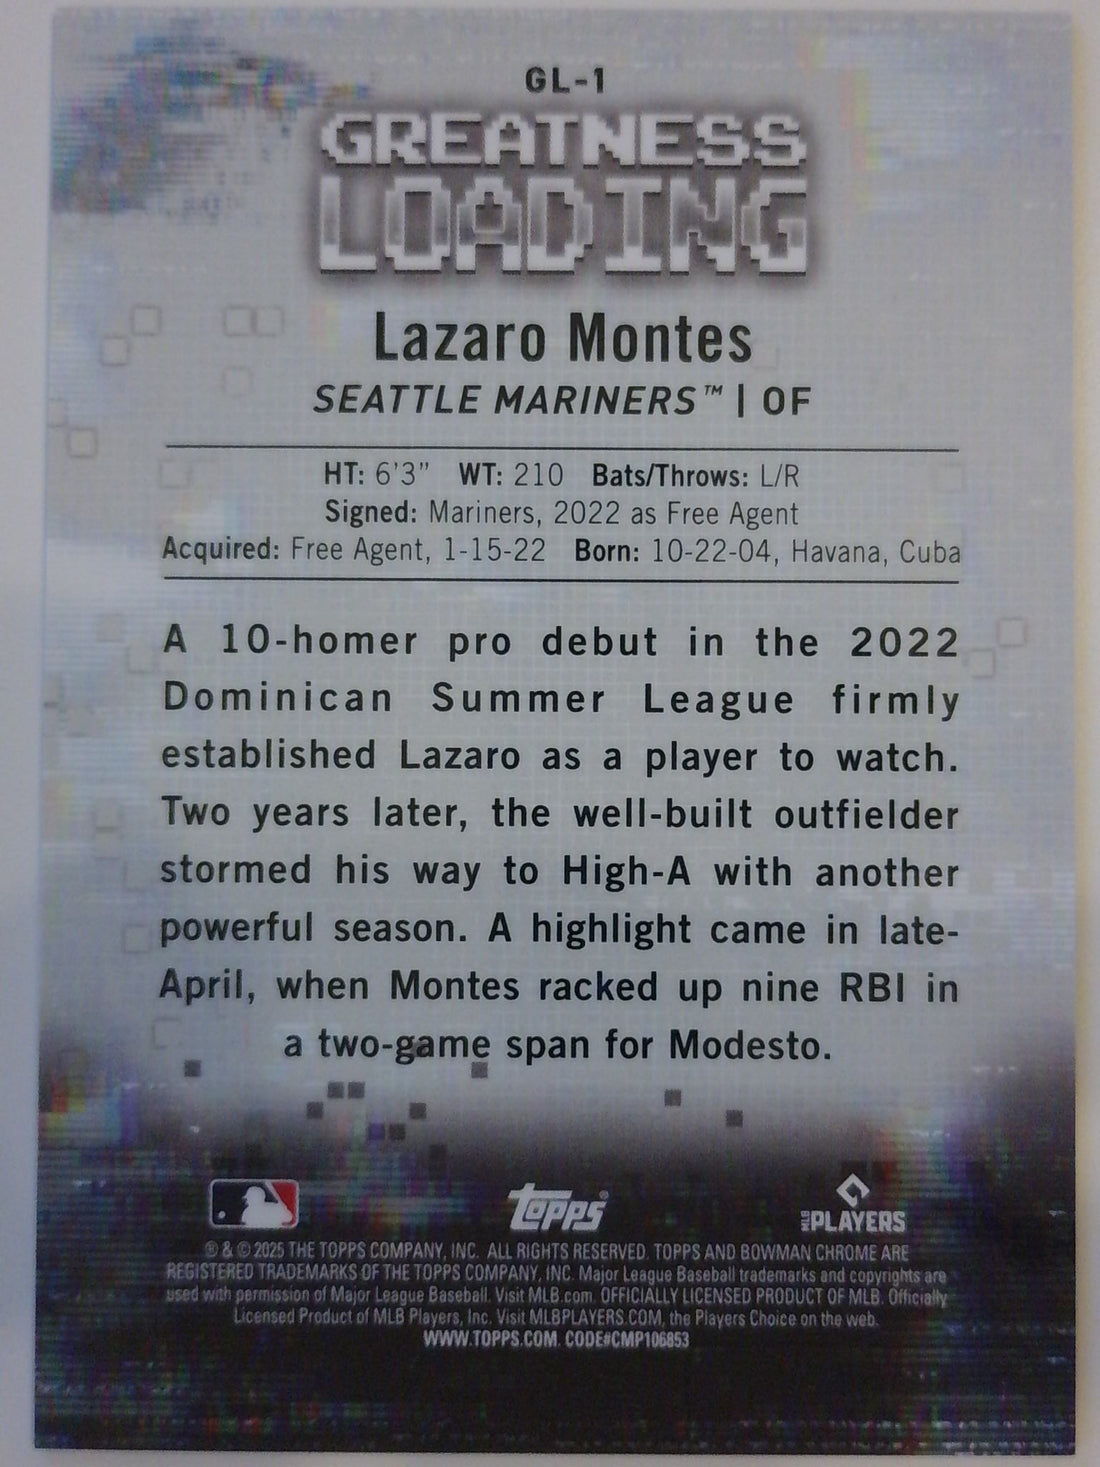 GL-1
GREATNESS
LOADING
Lazaro Montes
SEATTLE MARINERS™ | OF
HT: 6'3" WT: 210 Bats/Throws: L/R
Signed: Mariners, 2022 as Free Agent
Acquired: Free Agent, 1-15-22 Born: 10-22-04, Havana, Cuba
A 10-homer pro debut in the 2022
Dominican Summer League firmly
established Lazaro as a player to watch.
Two years later, the well-built outfielder
stormed his way to High-A with another
powerful season. A highlight came in late-
April, when Montes racked up nine RBI in
a two-game span for Modesto.
Topps®
MLB PLAYERS
® & © 2025 THE TOPPS COMPANY, INC. ALL RIGHTS RESERVED. TOPPS AND BOWMAN CHROME ARE
REGISTERED TRADEMARKS OF THE TOPPS COMPANY, INC. Major League Baseball trademarks and copyrights are
used with permission of Major League Baseball. Visit MLB.com. OFFICIALLY LICENSED PRODUCT OF MLB. Officially
Licensed Product of MLB Players, Inc. Visit MLBPLAYERS.COM, the Players Choice on the web.
WWW.TOPPS.COM. CODE#CMP106853